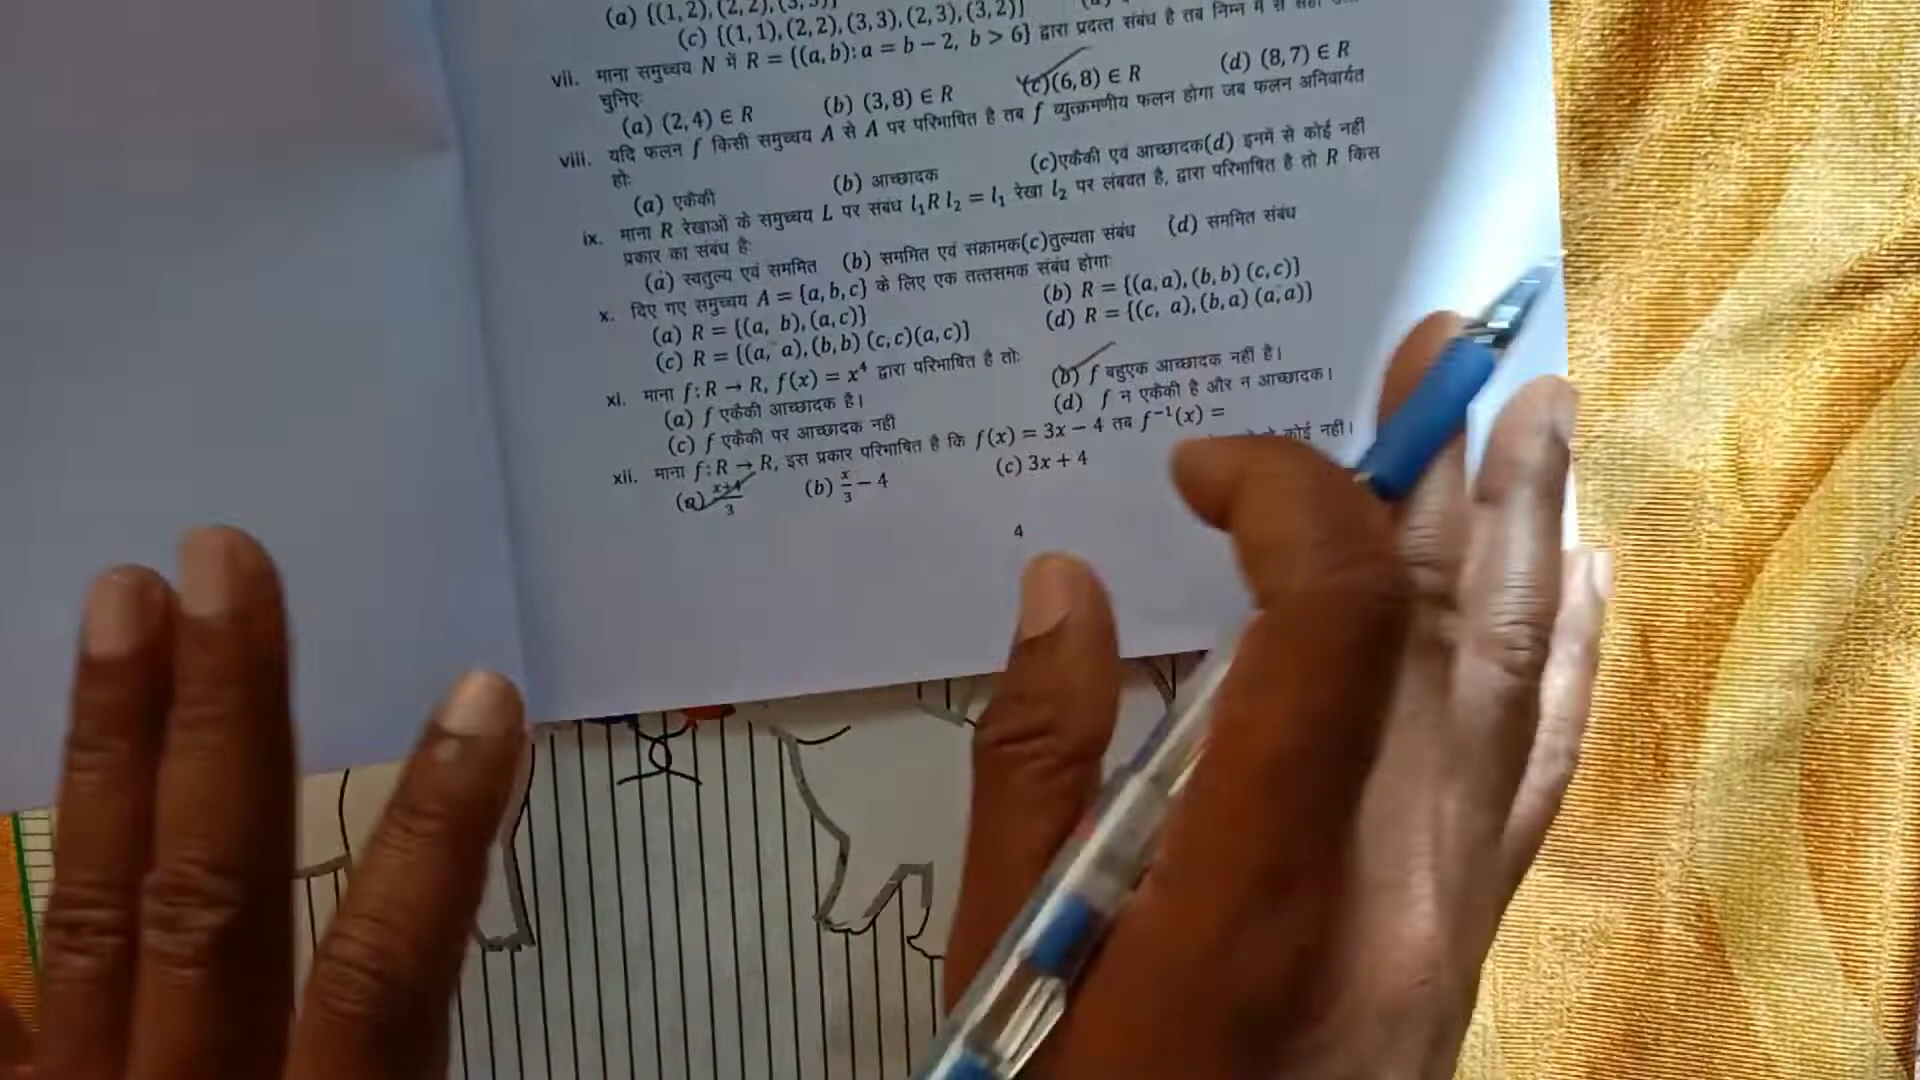 (a) {(1,2),(2,2),(3,3)}
(c) {(1,1),(2,2),(3,3),(2,3),(3,2)}
vii. माना समुच्चय N में R = {(a,b): a = b − 2, b > 6} द्वारा प्रदत्त संबंध है तब निम्न में से सही
चुनिए:
(a) (2,4) ∈ R (b) (3,8) ∈ R (c)(6,8) ∈ R (d) (8,7) ∈ R
viii. यदि फलन f किसी समुच्चय A से A पर परिभाषित है तब f व्युत्क्रमणीय फलन होगा जब फलन अनिवार्यत
हो:
(a) एकैकी (b) आच्छादक (c)एकैकी एवं आच्छादक(d) इनमें से कोई नहीं
ix. माना R रेखाओं के समुच्चय L पर संबंध l₁R l₂ = l₁ रेखा l₂ पर लंबवत है, द्वारा परिभाषित है तो R किस
प्रकार का संबंध है:
(a) स्वतुल्य एवं सममित (b) सममित एवं संक्रामक(c)तुल्यता संबंध (d) सममित संबंध
x. दिए गए समुच्चय A = {a, b, c} के लिए एक तत्त्समक संबंध होगा:
(a) R = {(a, b), (a, c)} (b) R = {(a, a), (b, b) (c, c)}
(c) R = {(a, a), (b, b) (c, c)(a, c)} (d) R = {(c, a), (b, a) (a, a)}
xi. माना f: R → R, f(x) = x⁴ द्वारा परिभाषित है तो:
(a) f एकैकी आच्छादक है। (b) f बहुएक आच्छादक नहीं है।
(c) f एकैकी पर आच्छादक नहीं (d) f न एकैकी है और न आच्छादक।
xii. माना f: R → R, इस प्रकार परिभाषित है कि f(x) = 3x − 4 तब f⁻¹(x) =
(a) x+4/3 (b) x/3 − 4 (c) 3x + 4 कोई नहीं।
4